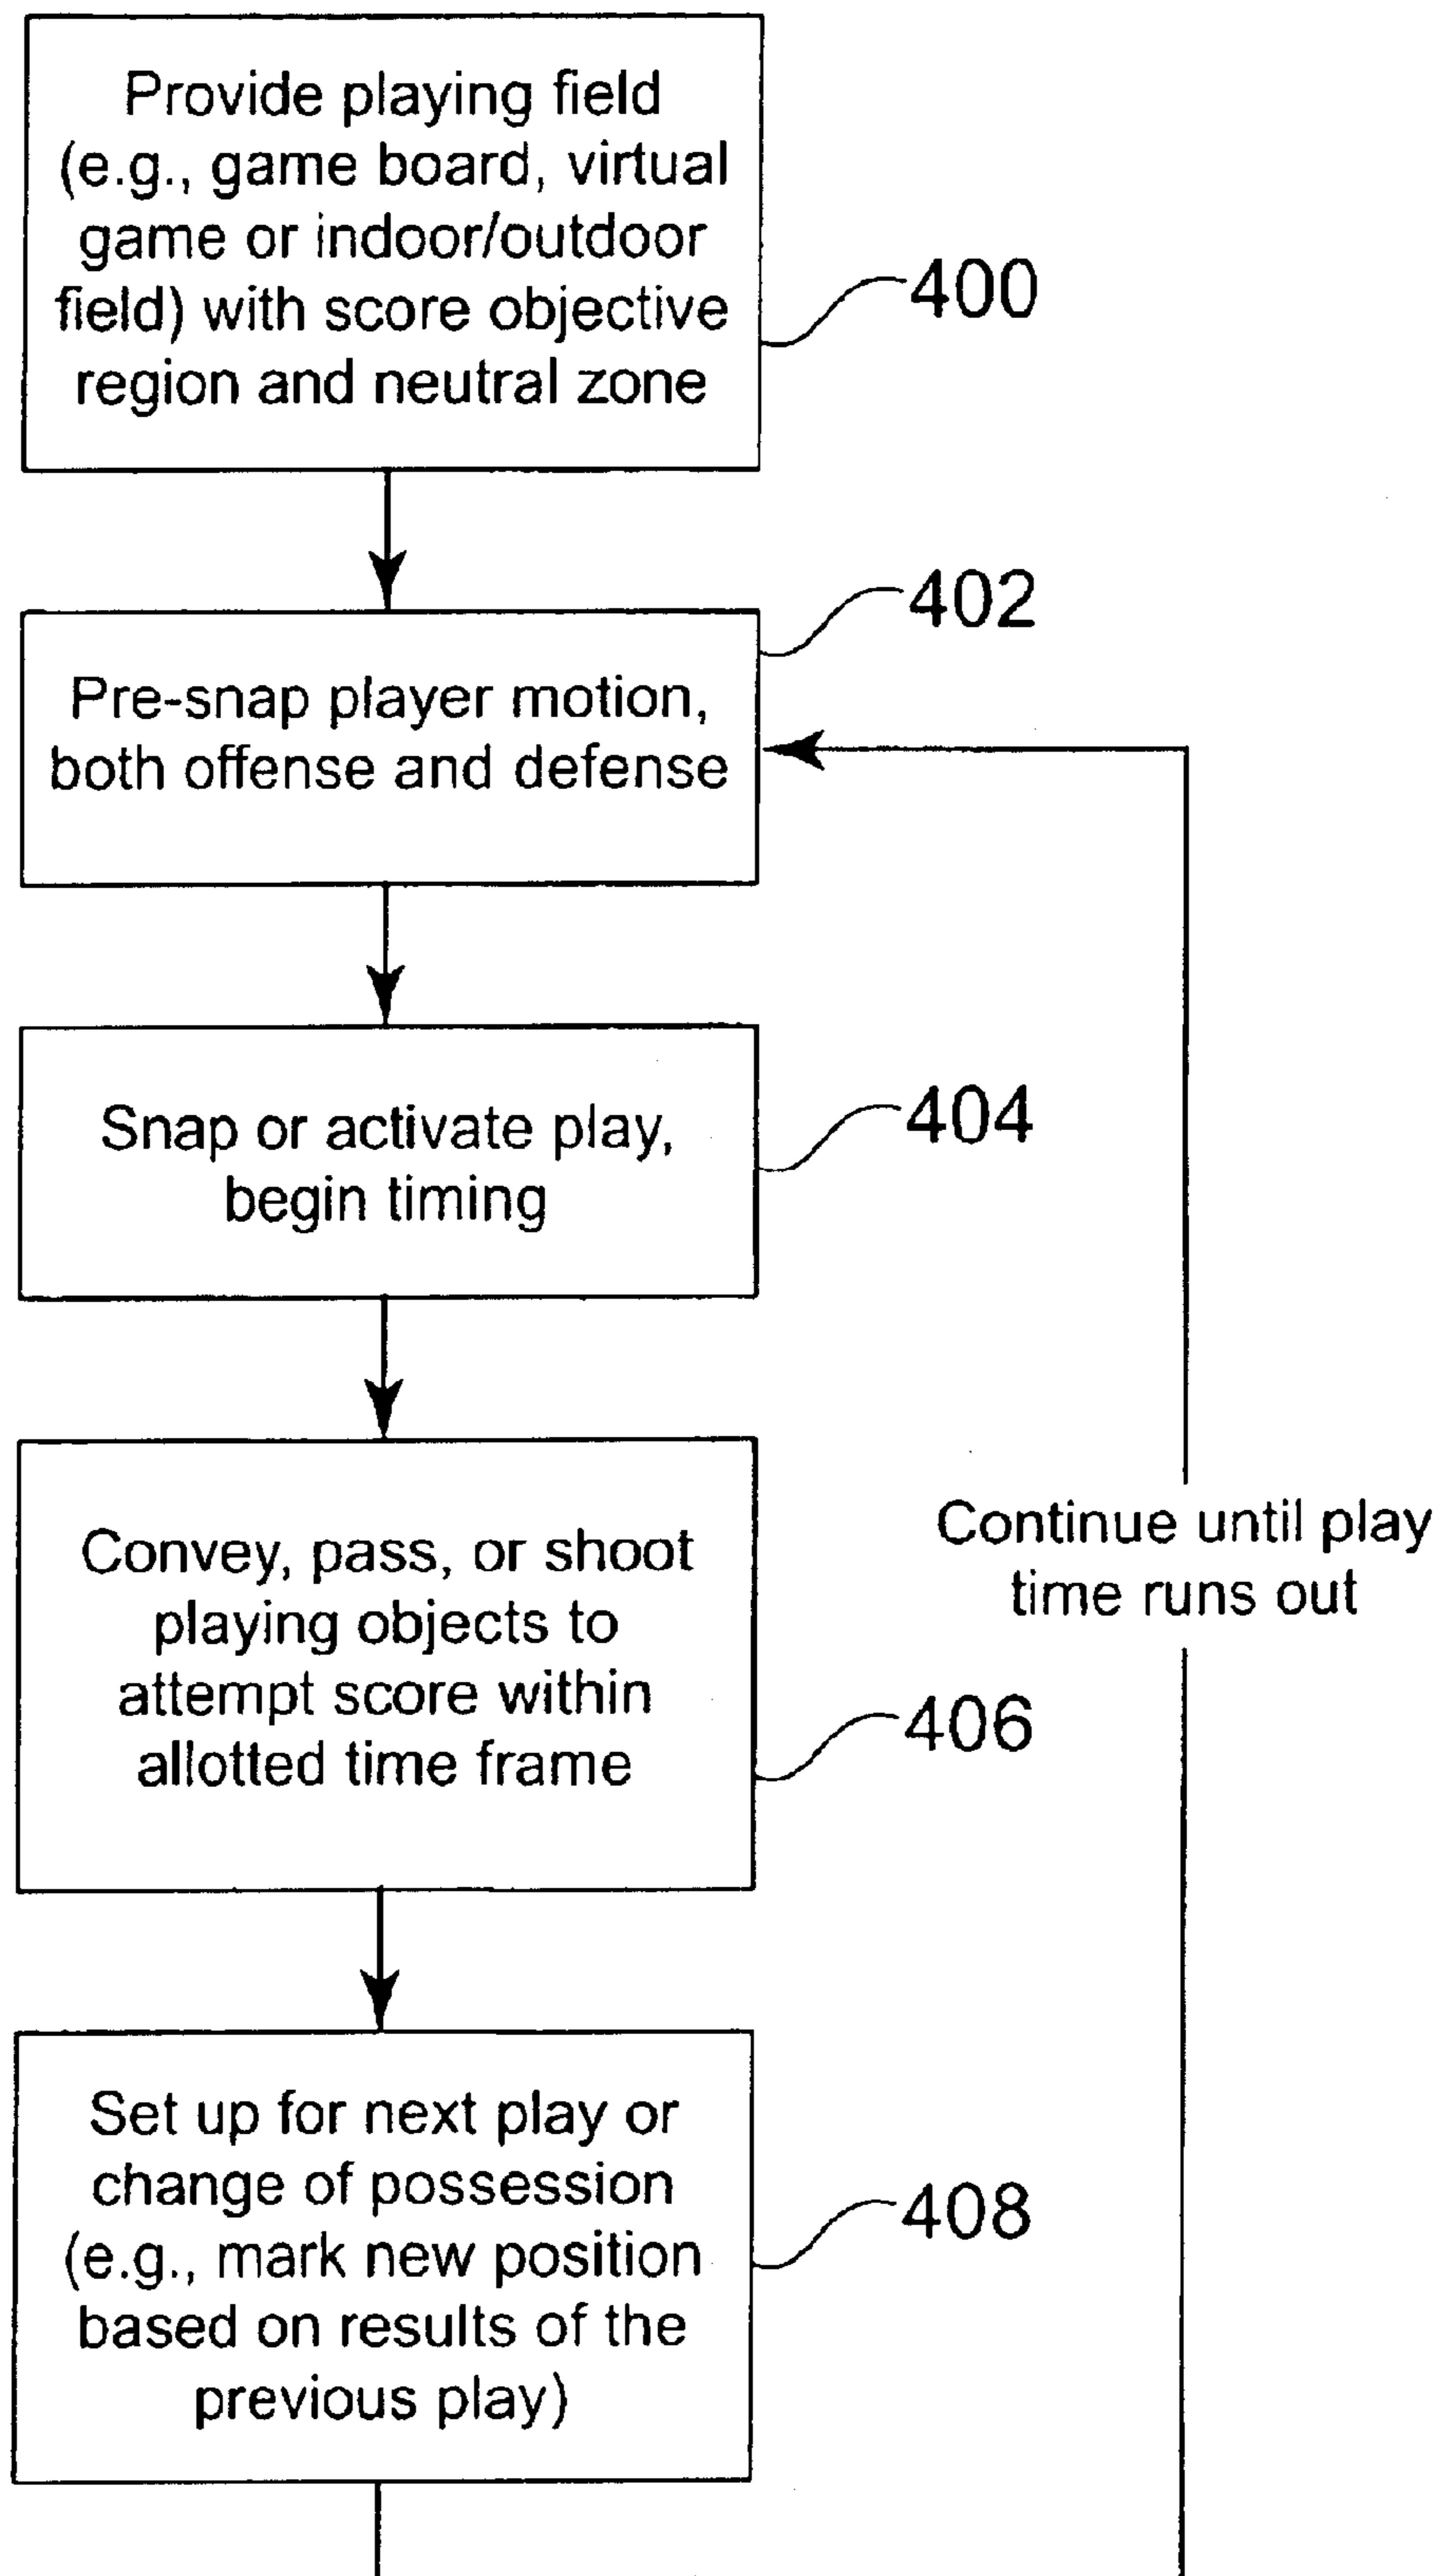 Provide playing field
(e.g., game board, virtual
game or indoor/outdoor
field) with score objective
region and neutral zone
400
402
Pre-snap player motion,
both offense and defense
404
Snap or activate play,
begin timing
Convey, pass, or shoot
playing objects to
attempt score within
allotted time frame
406
Continue until play
time runs out
Set up for next play or
change of possession
(e.g., mark new position
based on results of the
previous play)
408